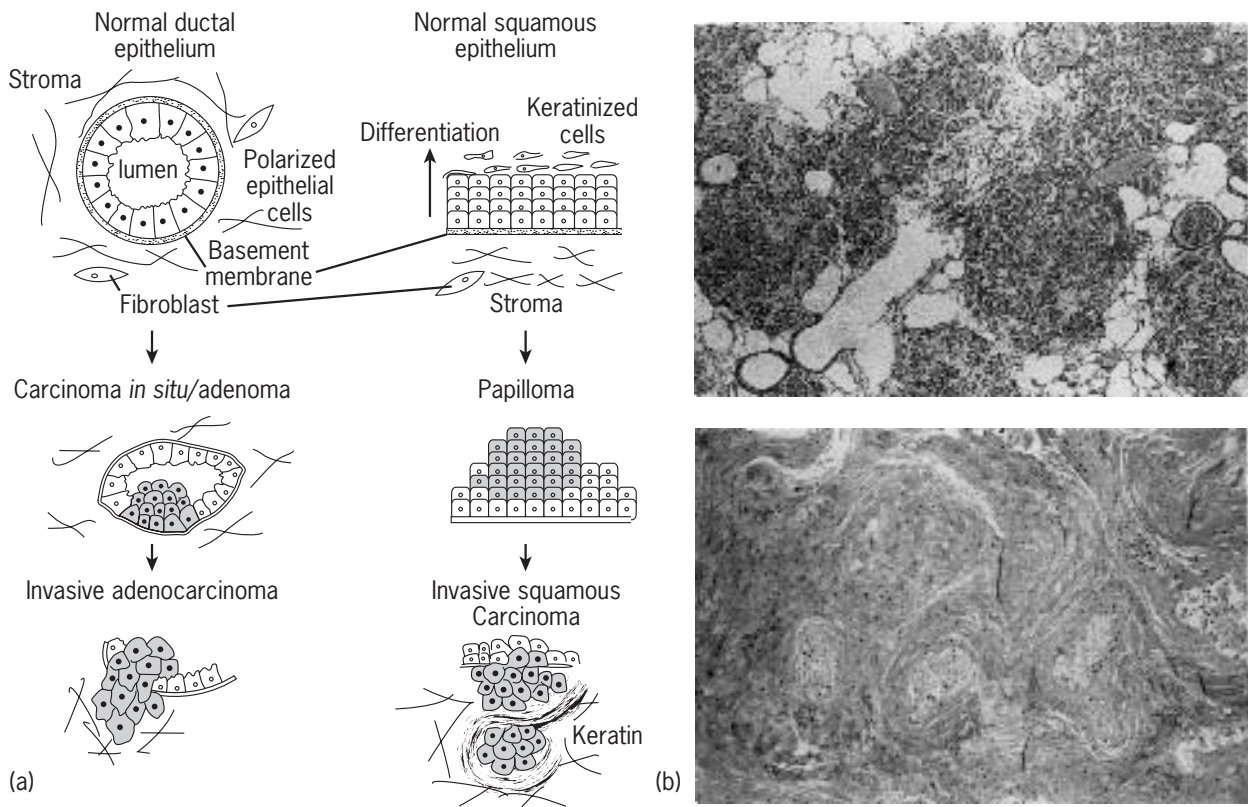 Normal ductal
epithelium
Stroma
lumen
Polarized
epithelial
cells
Basement
membrane
Fibroblast
Normal squamous
epithelium
Differentiation
Keratinized
cells
Stroma
Carcinoma in situ/adenoma
Papilloma
Invasive adenocarcinoma
Invasive squamous
Carcinoma
Keratin
(a)
(b)